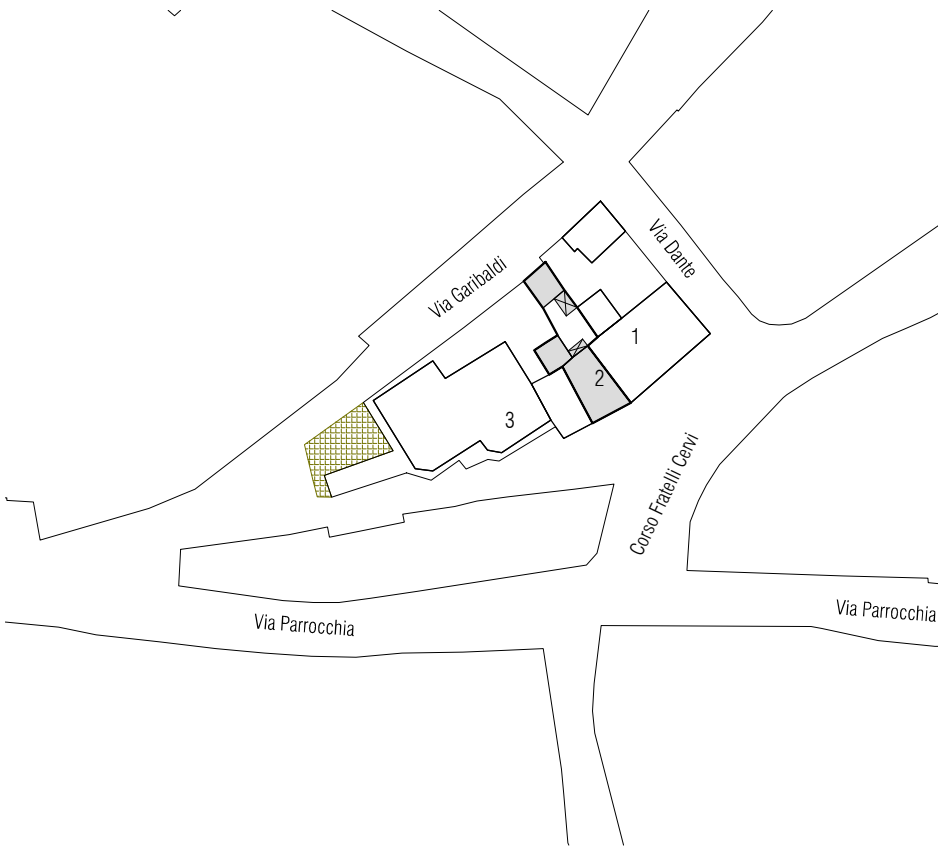 Via Dante
Via Garibaldi
1
2
3
Corso Fratelli Cervi
Via Parrocchia
Via Parrocchia